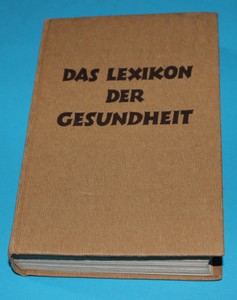 DAS LEXIKON
DER
GESUNDHEIT